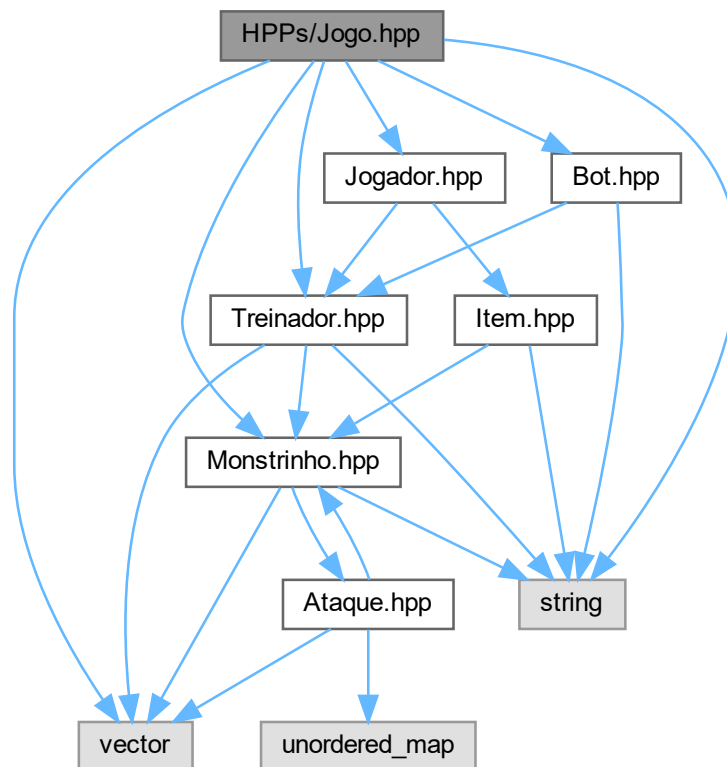 HPPs/Jogo.hpp
Jogador.hpp
Bot.hpp
Treinador.hpp
Item.hpp
Monstrinho.hpp
Ataque.hpp
string
vector
unordered_map